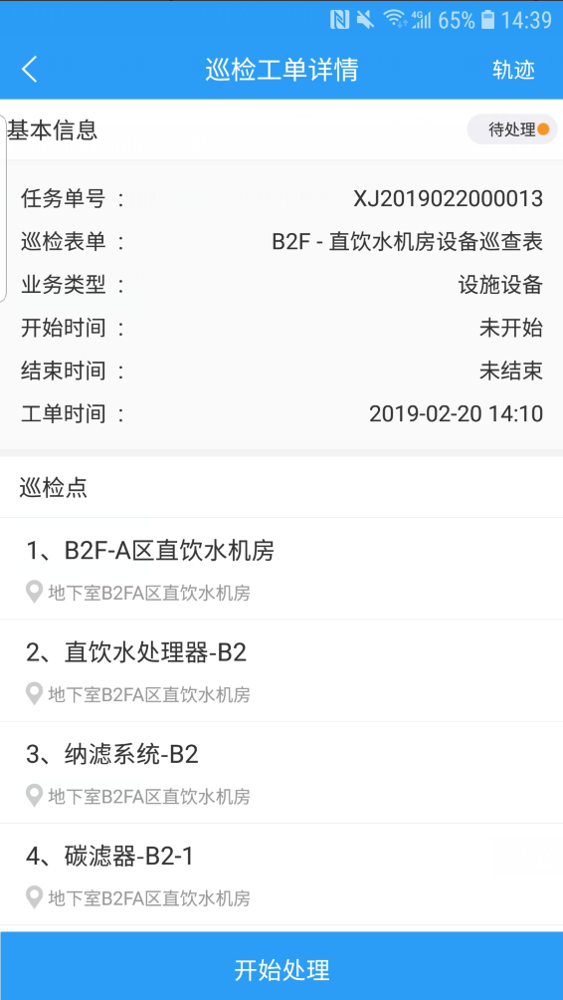 4G 65% 14:39
巡检工单详情 轨迹
基本信息 待处理
任务单号 : XJ2019022000013
巡检表单 : B2F - 直饮水机房设备巡查表
业务类型 : 设施设备
开始时间 : 未开始
结束时间 : 未结束
工单时间 : 2019-02-20 14:10
巡检点
1、B2F-A区直饮水机房
地下室B2FA区直饮水机房
2、直饮水处理器-B2
地下室B2FA区直饮水机房
3、纳滤系统-B2
地下室B2FA区直饮水机房
4、碳滤器-B2-1
地下室B2FA区直饮水机房
开始处理